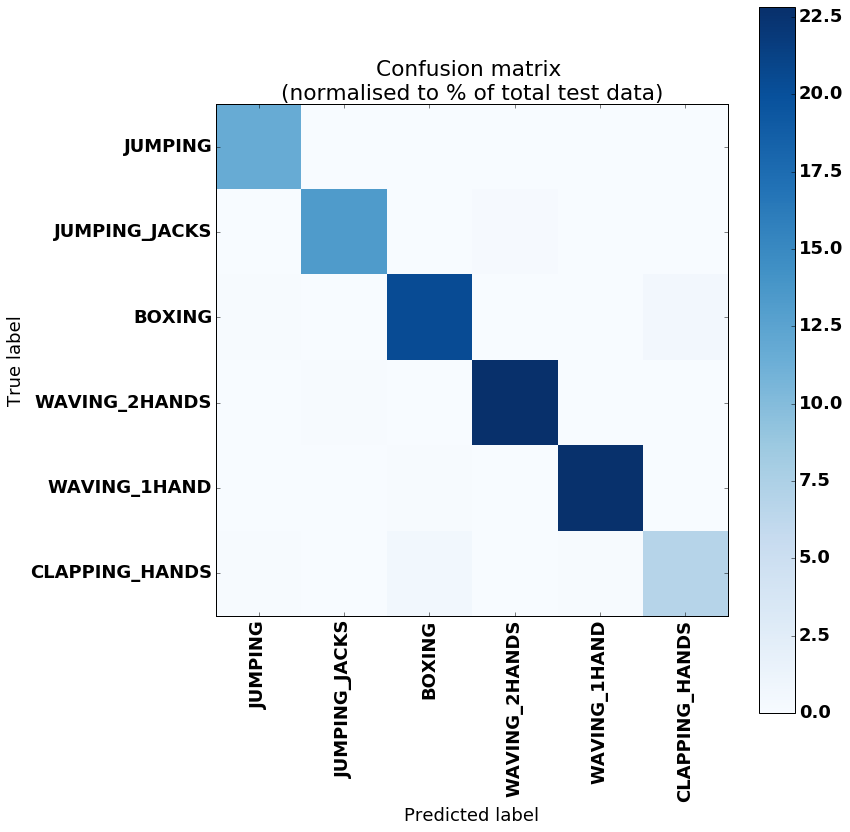 Confusion matrix
(normalised to % of total test data)
True label
JUMPING
JUMPING_JACKS
BOXING
WAVING_2HANDS
WAVING_1HAND
CLAPPING_HANDS
JUMPING
JUMPING_JACKS
BOXING
WAVING_2HANDS
WAVING_1HAND
CLAPPING_HANDS
Predicted label
22.5
20.0
17.5
15.0
12.5
10.0
7.5
5.0
2.5
0.0